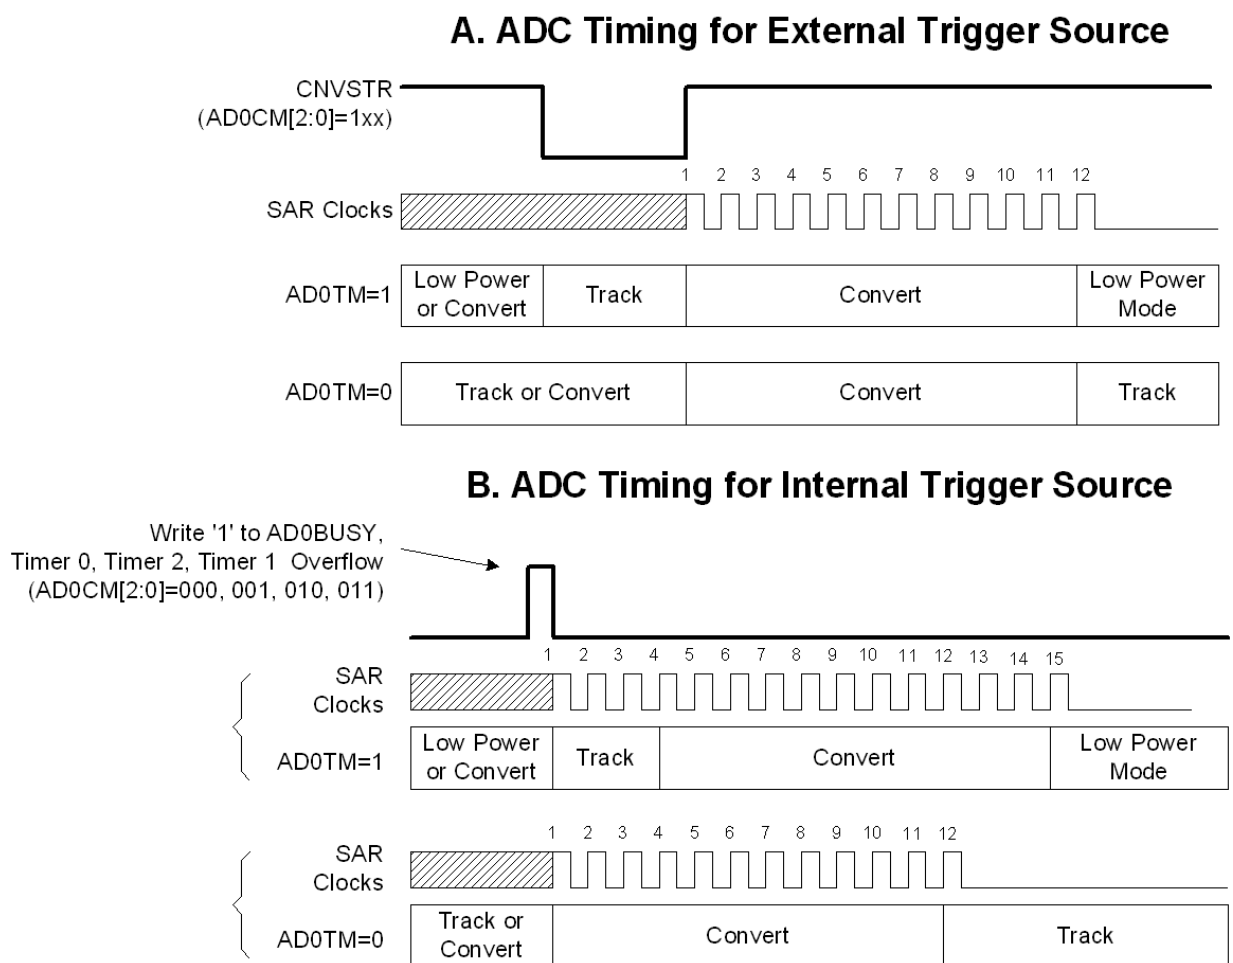 A. ADC Timing for External Trigger Source
CNVSTR
(AD0CM[2:0]=1xx)
1 2 3 4 5 6 7 8 9 10 11 12
SAR Clocks
AD0TM=1
Low Power
or Convert
Track
Convert
Low Power
Mode
AD0TM=0
Track or Convert
Convert
Track
B. ADC Timing for Internal Trigger Source
Write '1' to AD0BUSY,
Timer 0, Timer 2, Timer 1 Overflow
(AD0CM[2:0]=000, 001, 010, 011)
1 2 3 4 5 6 7 8 9 10 11 12 13 14 15
SAR
Clocks
AD0TM=1
Low Power
or Convert
Track
Convert
Low Power
Mode
1 2 3 4 5 6 7 8 9 10 11 12
SAR
Clocks
AD0TM=0
Track or
Convert
Convert
Track